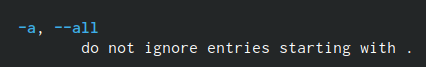 -a, --all
do not ignore entries starting with .